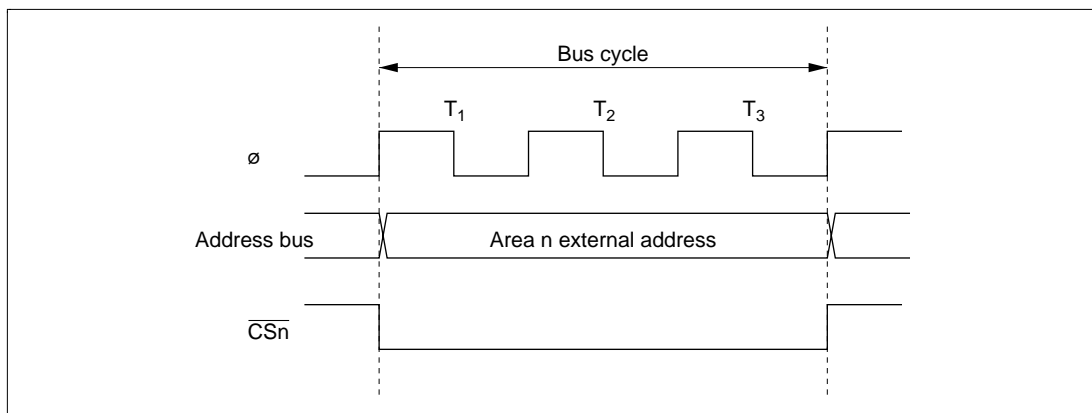 Bus cycle
T1 T2 T3
ø
Address bus Area n external address
CSn